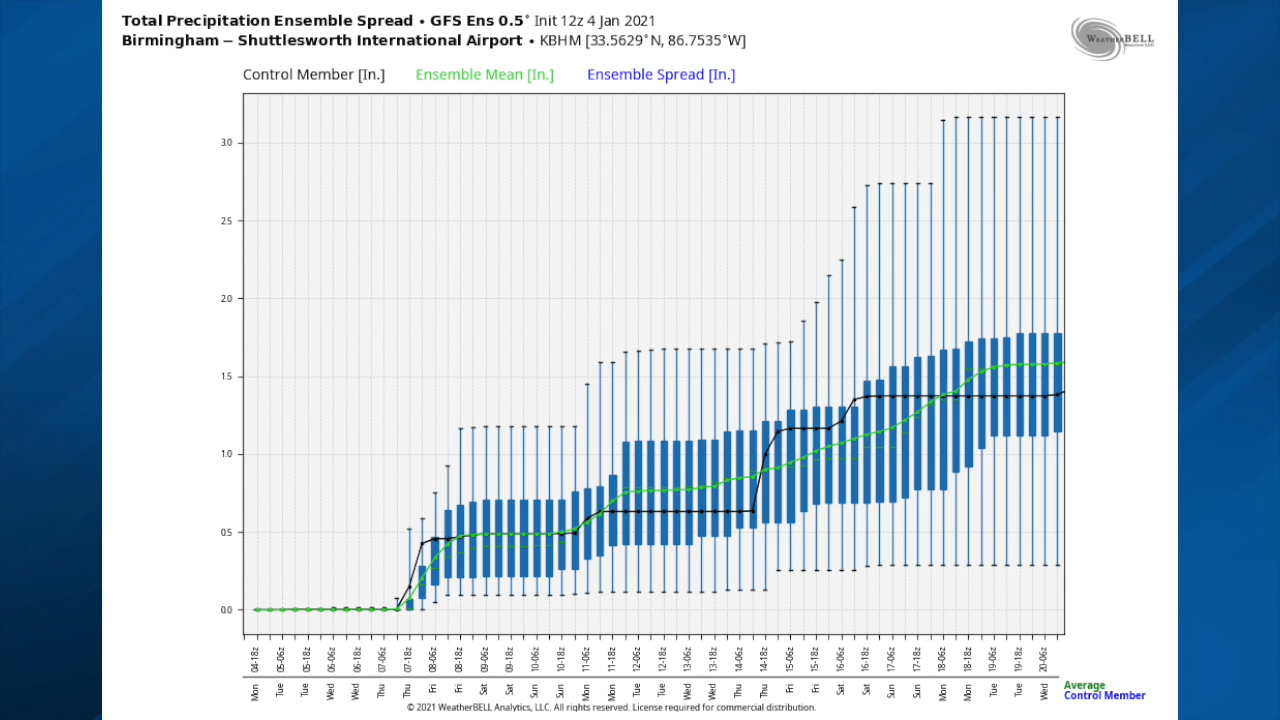 Total Precipitation Ensemble Spread • GFS Ens 0.5° Init 12z 4 Jan 2021
Birmingham – Shuttlesworth International Airport • KBHM [33.5629°N, 86.7535°W]
WEATHERBELL
Control Member [In.] Ensemble Mean [In.] Ensemble Spread [In.]
3.0
2.5
2.0
1.5
1.0
0.5
0.0
04-18z 05-06z 05-18z 06-06z 06-18z 07-06z 07-18z 08-06z 08-18z 09-06z 09-18z 10-06z 10-18z 11-06z 11-18z 12-06z 12-18z 13-06z 13-18z 14-06z 14-18z 15-06z 15-18z 16-06z 16-18z 17-06z 17-18z 18-06z 18-18z 19-06z 19-18z 20-06z
Mon Tue Tue Wed Wed Thu Thu Fri Fri Sat Sat Sun Sun Mon Mon Tue Tue Wed Wed Thu Thu Fri Fri Sat Sat Sun Sun Mon Mon Tue Tue Wed
Average
Control Member
© 2021 WeatherBELL Analytics, LLC. All rights reserved. License required for commercial distribution.